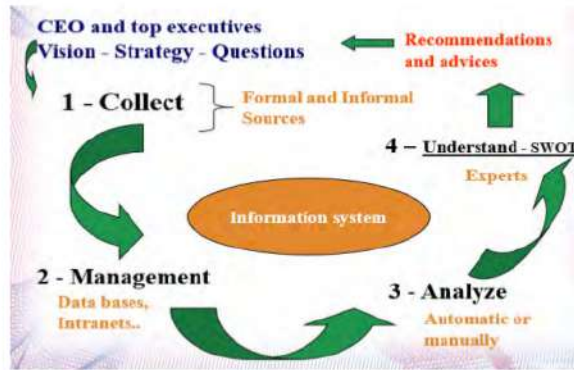 CEO and top executives
Vision - Strategy - Questions
Recommendations
and advices
1 - Collect
Formal and Informal
Sources
4 – Understand - SWOT
Experts
Information system
2 - Management
Data bases,
Intranets..
3 - Analyze
Automatic or
manually